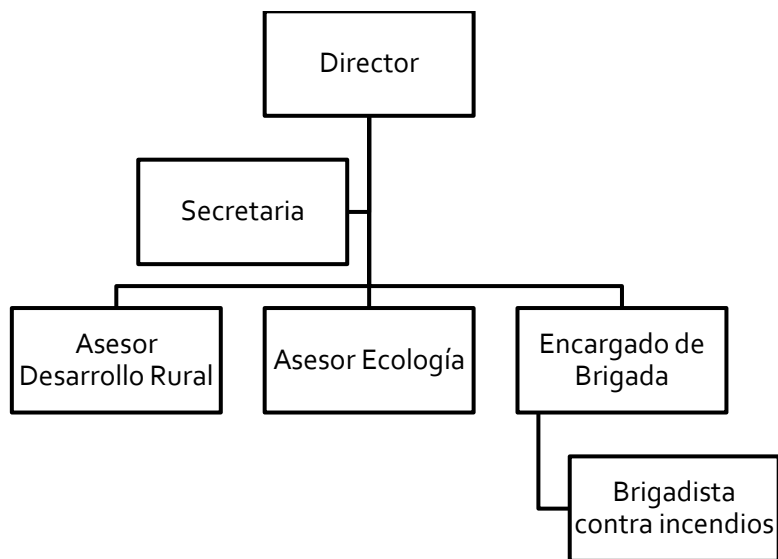 Director
Secretaria
Asesor
Desarrollo Rural
Asesor Ecología
Encargado de
Brigada
Brigadista
contra incendios